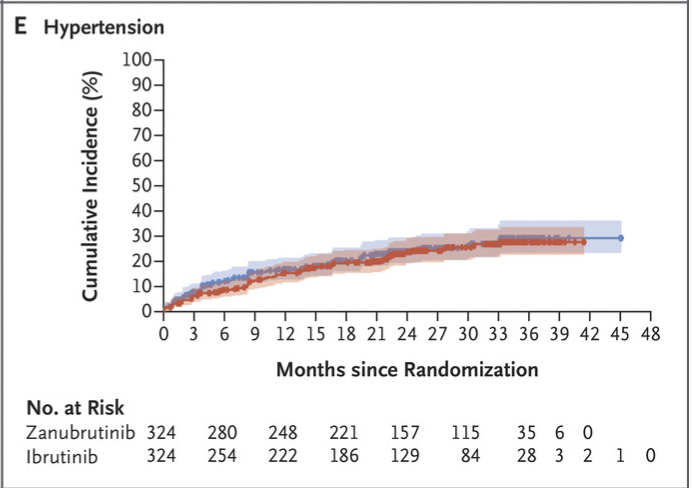 E Hypertension
Cumulative Incidence (%)
100
90
80
70
60
50
40
30
20
10
0
0 3 6 9 12 15 18 21 24 27 30 33 36 39 42 45 48
Months since Randomization
No. at Risk
Zanubrutinib 324 280 248 221 157 115 35 6 0
Ibrutinib 324 254 222 186 129 84 28 3 2 1 0